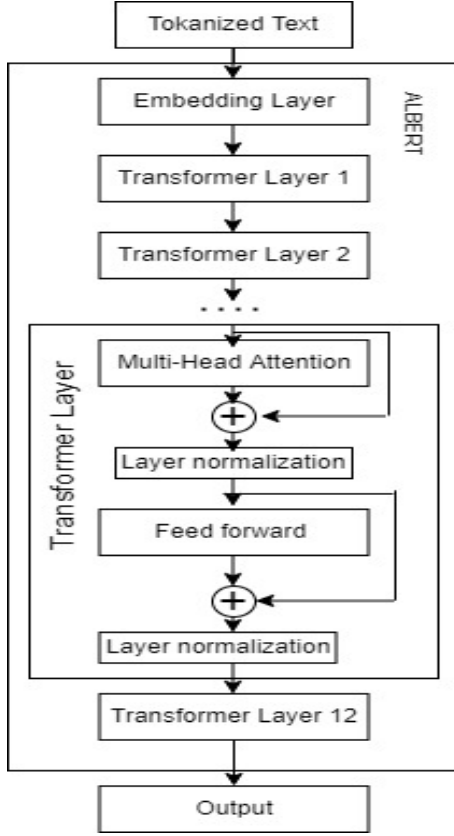 Tokanized Text
Embedding Layer
ALBERT
Transformer Layer 1
Transformer Layer 2
. . . .
Transformer Layer
Multi-Head Attention
+
Layer normalization
Feed forward
+
Layer normalization
Transformer Layer 12
Output